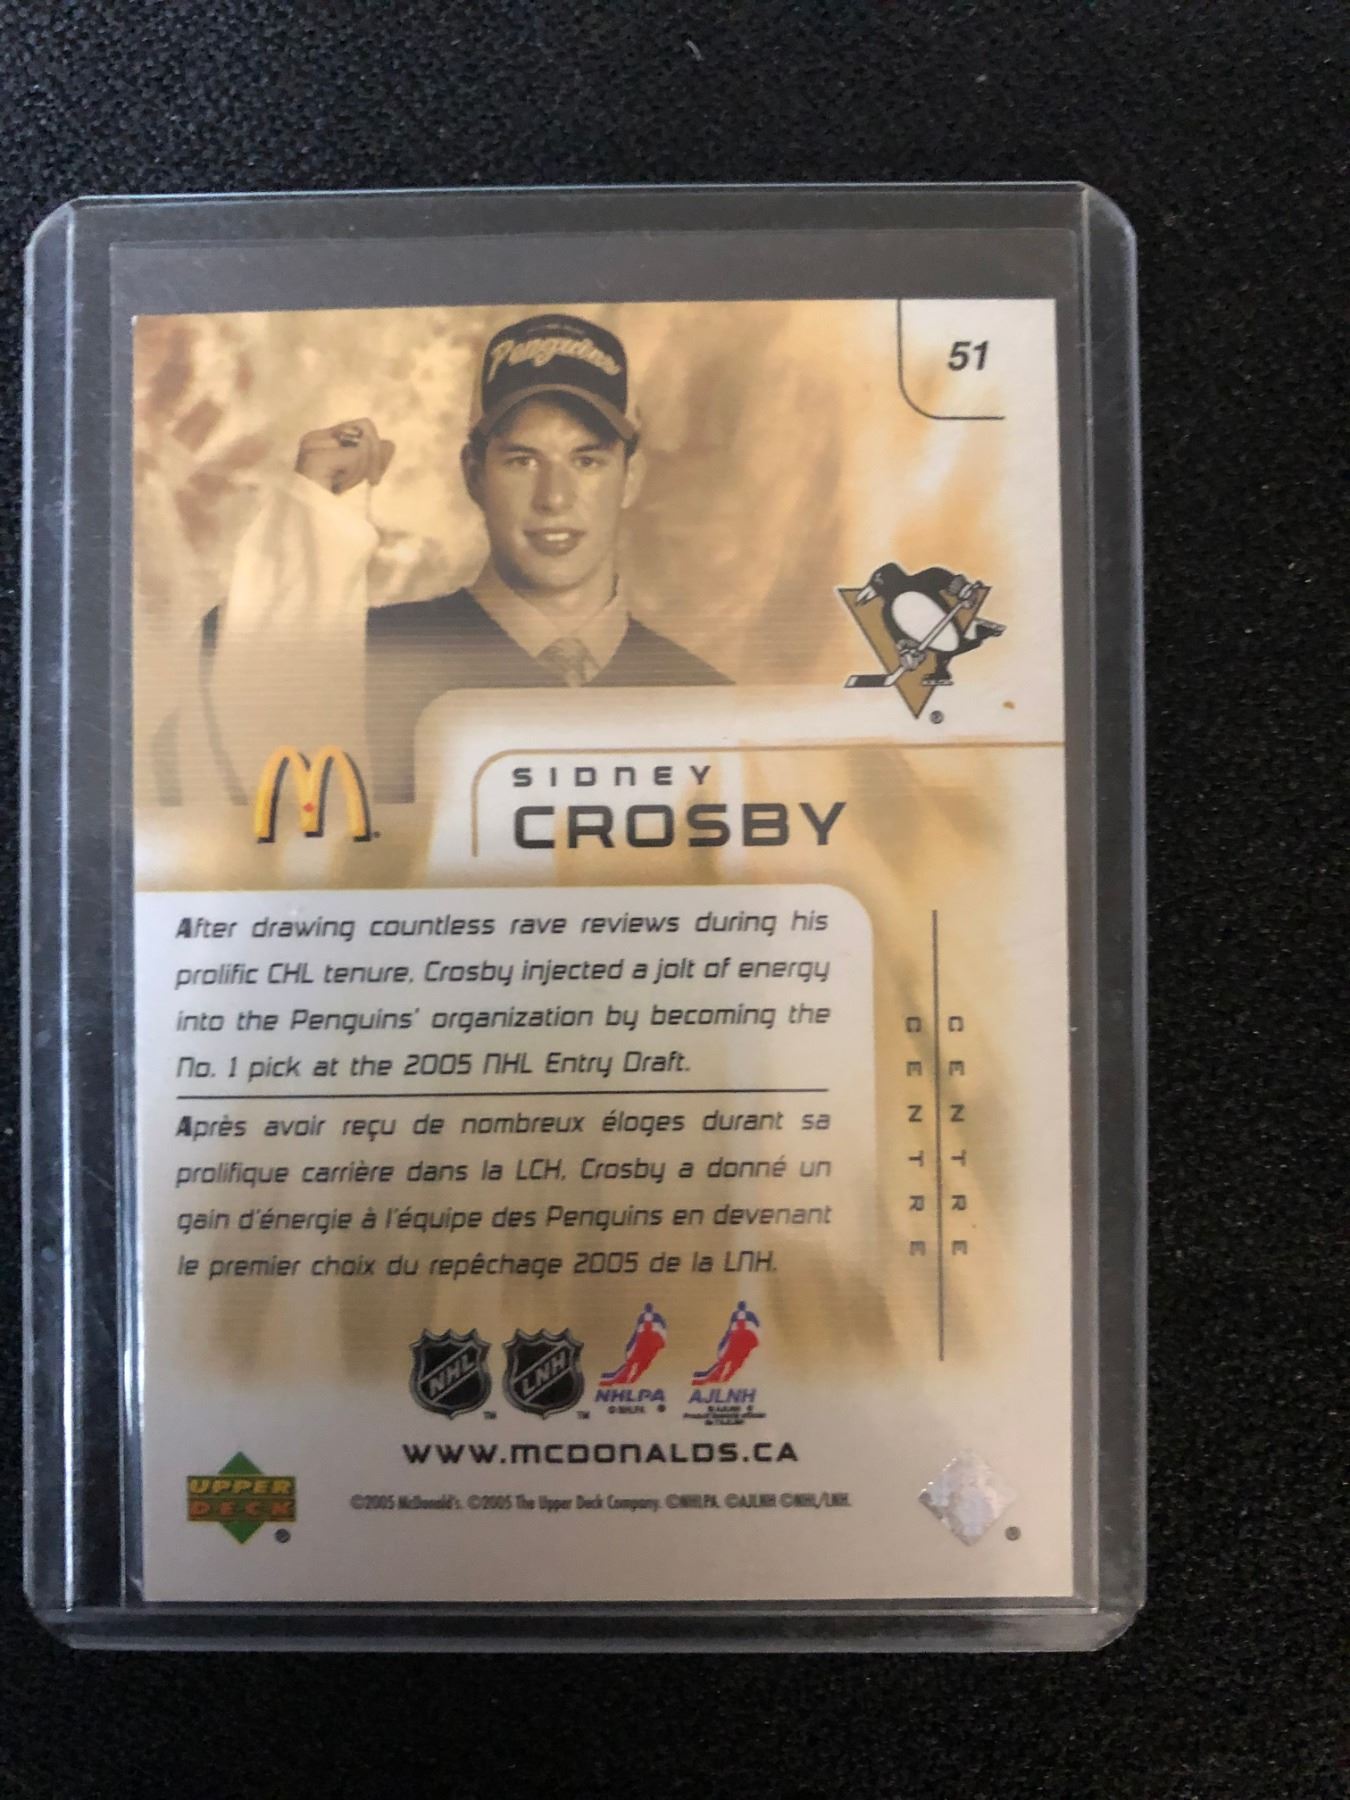 Penguins
51
SIDNEY
CROSBY
After drawing countless rave reviews during his
prolific CHL tenure, Crosby injected a jolt of energy
into the Penguins' organization by becoming the
No. 1 pick at the 2005 NHL Entry Draft.
Après avoir reçu de nombreux éloges durant sa
prolifique carrière dans la LCH, Crosby a donné un
gain d'énergie à l'équipe des Penguins en devenant
le premier choix du repêchage 2005 de la LNH.
CENTRE
CENTRE
NHL ™ LNH ™ NHLPA AJLNH
© NHLPA ® © AJLNH ®
WWW.MCDONALDS.CA
UPPER
DECK ®
©2005 McDonald's. ©2005 The Upper Deck Company. ©NHLPA. ©AJLNH ©NHL/LNH.